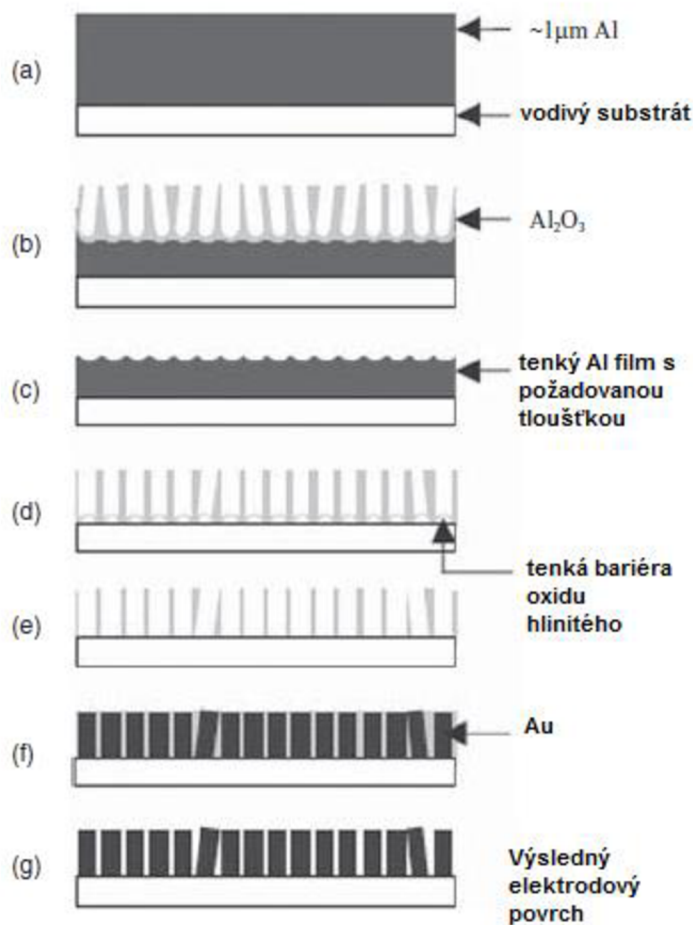 (a)
~1µm Al
vodivý substrát
(b)
Al₂O₃
(c)
tenký Al film s
požadovanou
tloušťkou
(d)
tenká bariéra
oxidu
hlinitého
(e)
(f)
Au
(g)
Výsledný
elektrodový
povrch